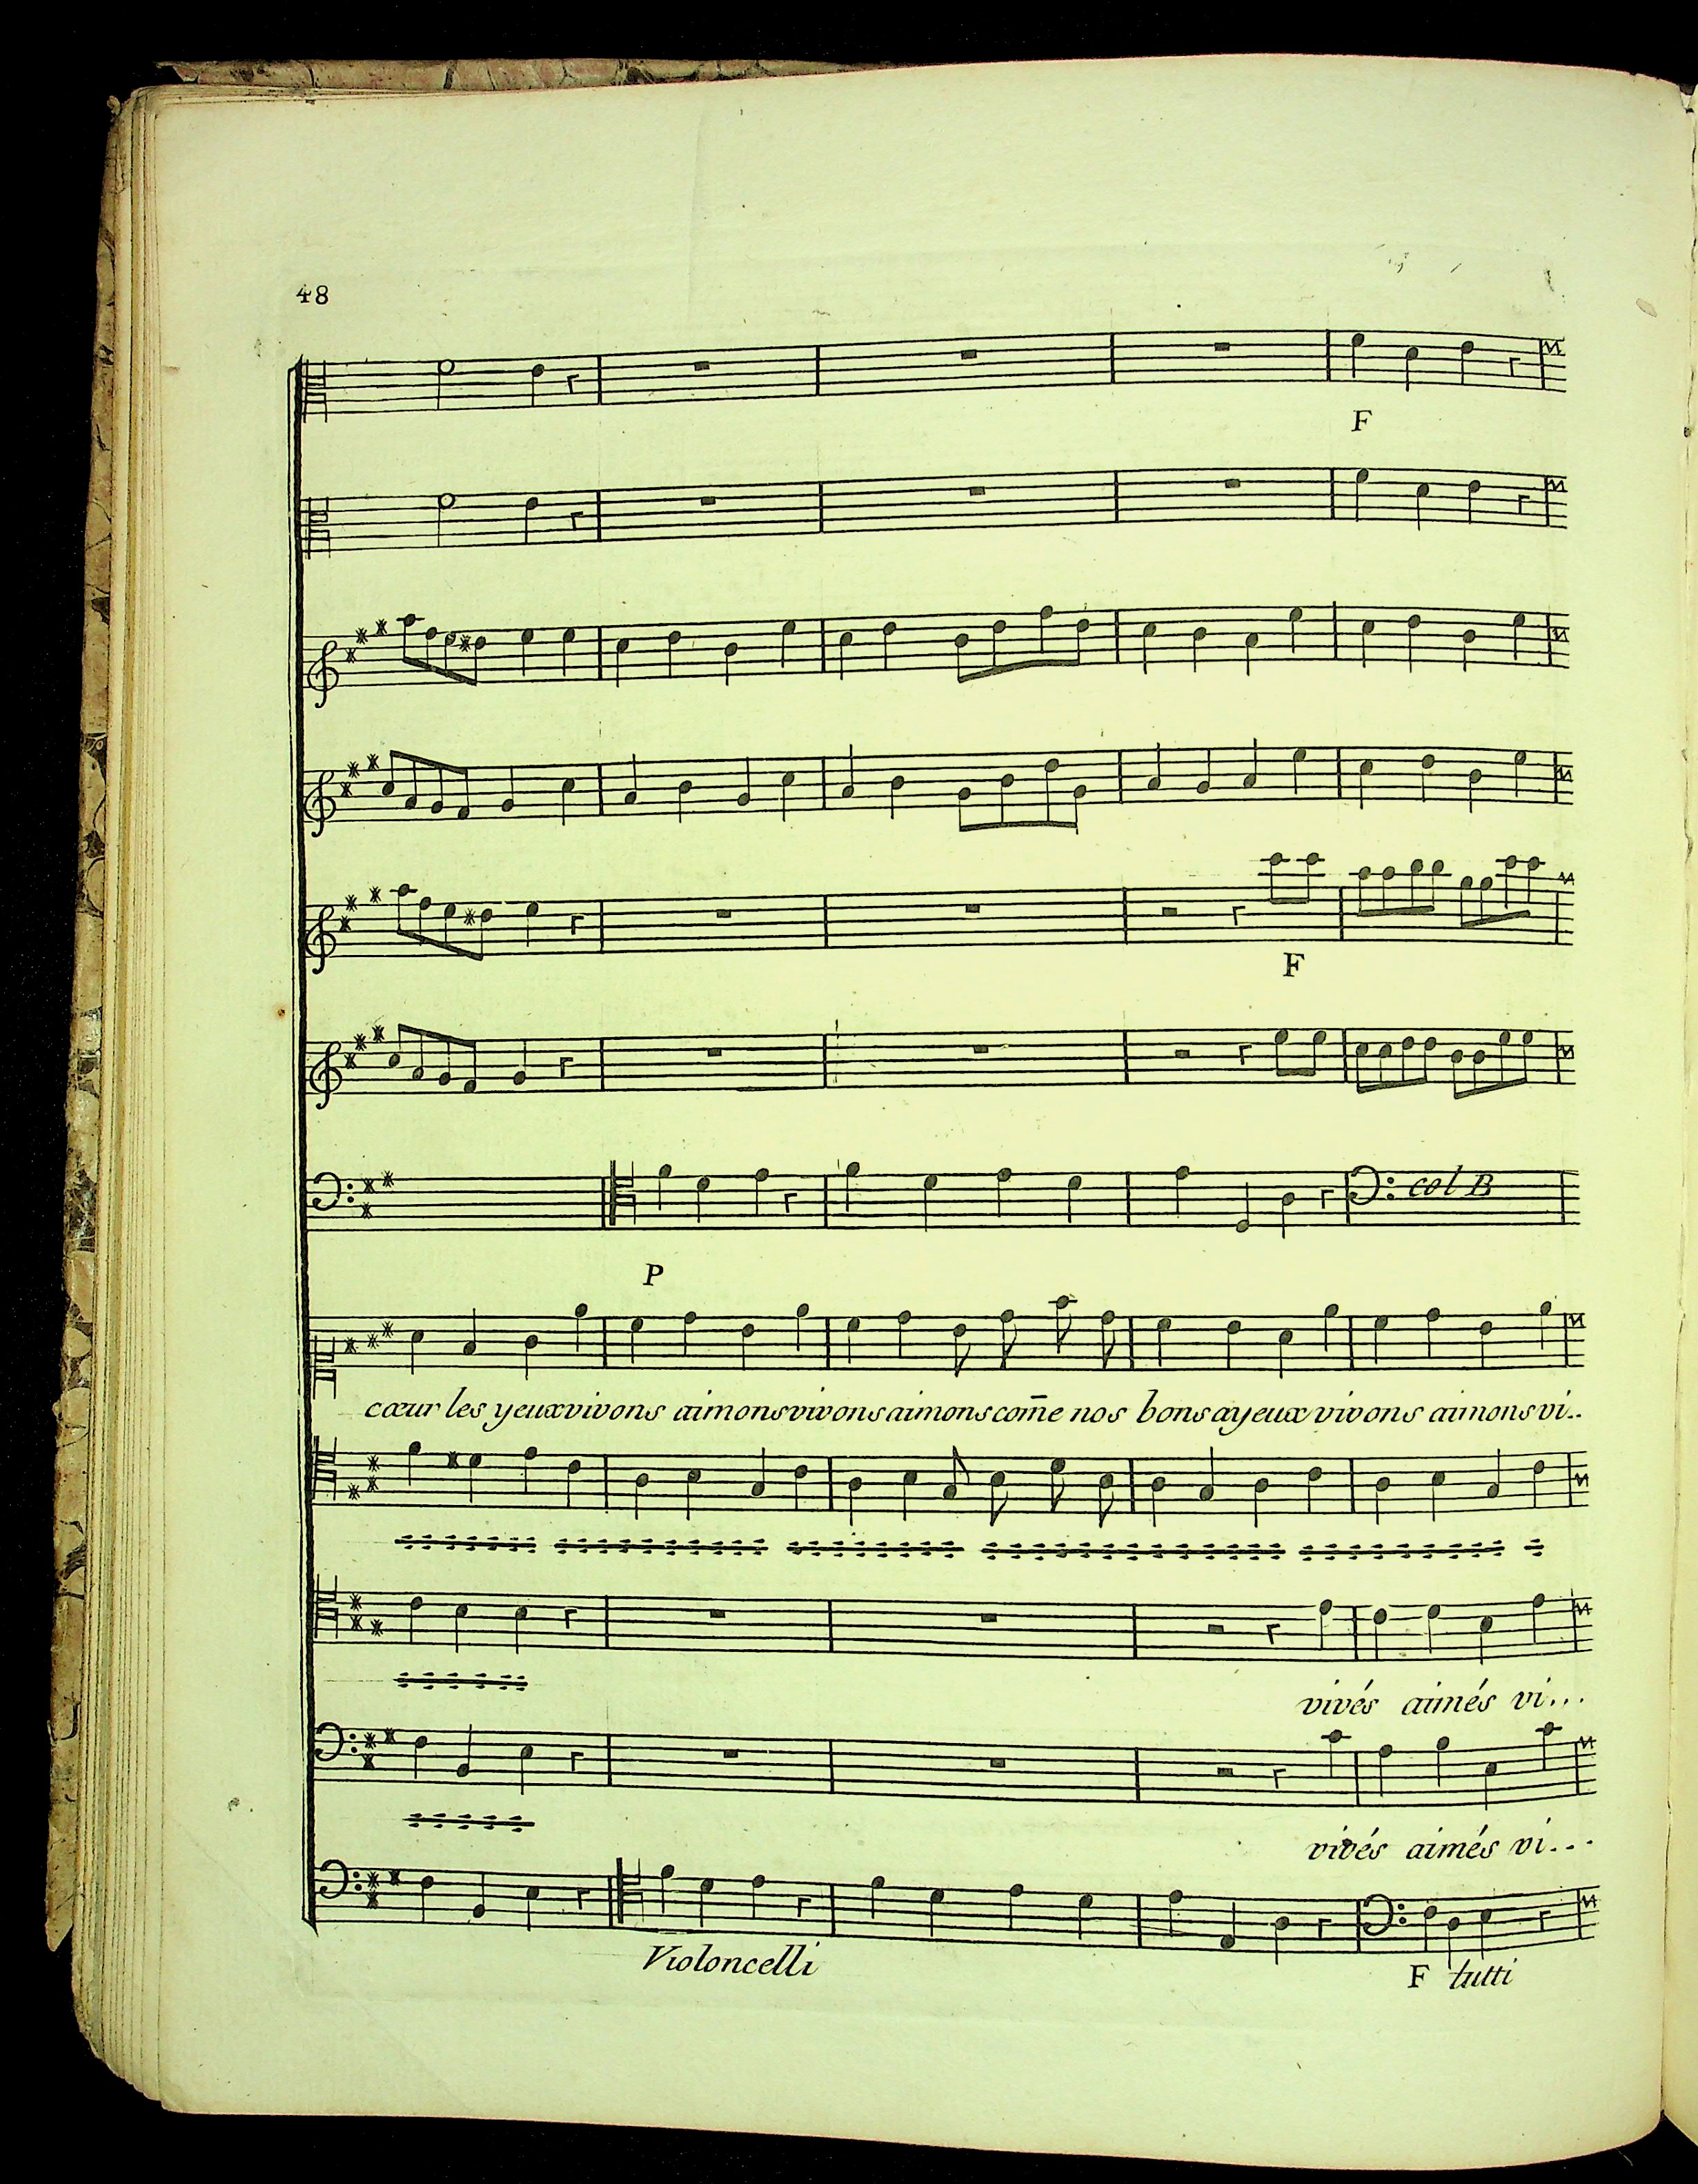 48
F
F
col B
P
cœur les yeux vivons aimons vivons aimons com̄e nos bons ayeux vivons aimons vi..
vivés aimés vi...
vivés aimés vi...
Violoncelli
F tutti